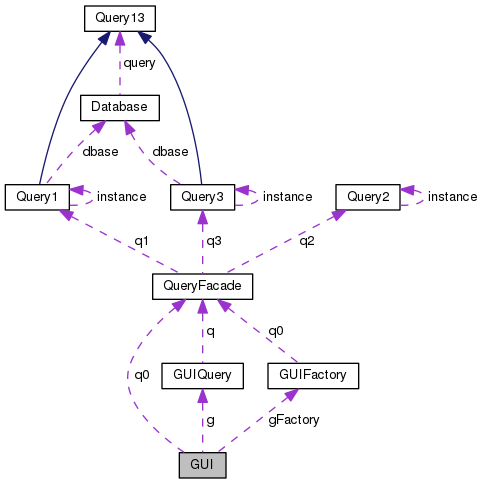 Query13
query
Database
dbase
dbase
Query1
instance
Query3
instance
Query2
instance
q1
q3
q2
QueryFacade
q0
q
q0
GUIQuery
GUIFactory
g
gFactory
GUI